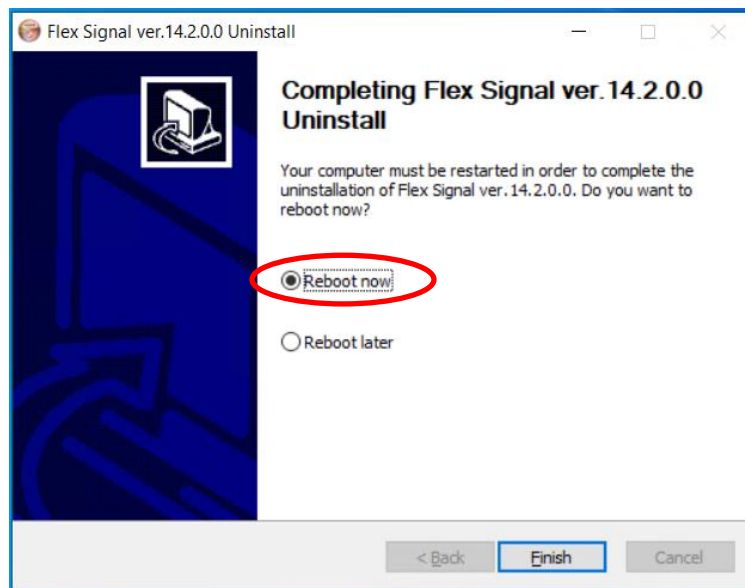 Flex Signal ver.14.2.0.0 Uninstall
Completing Flex Signal ver.14.2.0.0
Uninstall
Your computer must be restarted in order to complete the
uninstallation of Flex Signal ver.14.2.0.0. Do you want to
reboot now?
Reboot now
Reboot later
< Back
Finish
Cancel